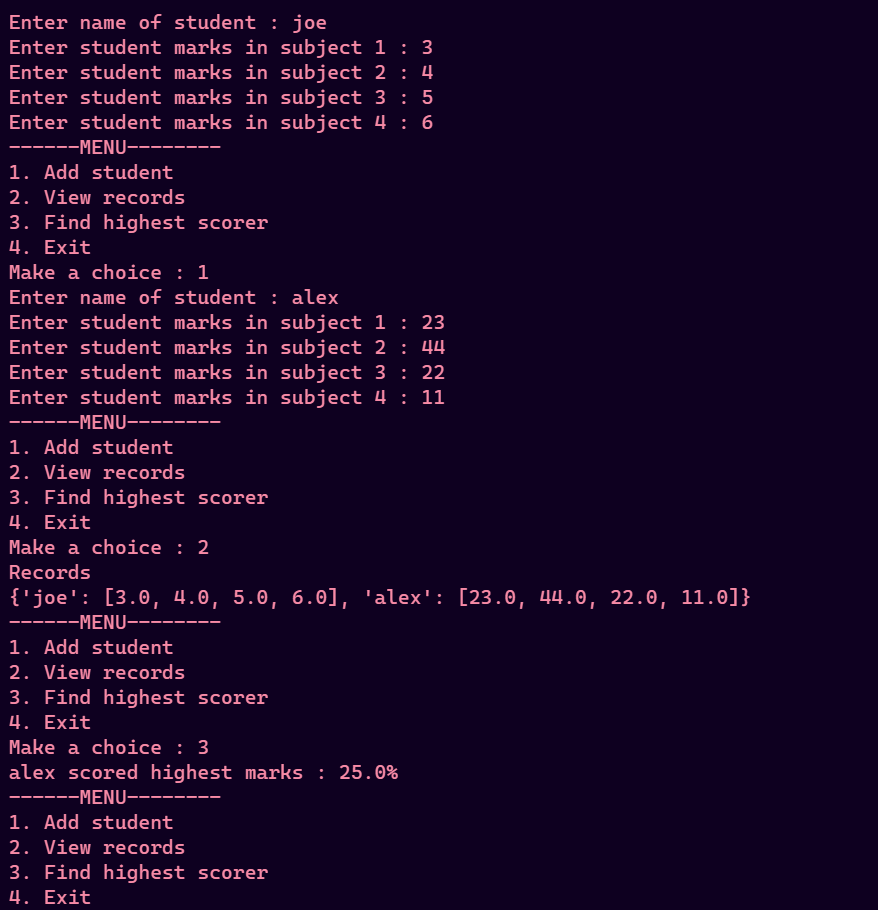 Enter name of student : joe
Enter student marks in subject 1 : 3
Enter student marks in subject 2 : 4
Enter student marks in subject 3 : 5
Enter student marks in subject 4 : 6
------MENU--------
1. Add student
2. View records
3. Find highest scorer
4. Exit
Make a choice : 1
Enter name of student : alex
Enter student marks in subject 1 : 23
Enter student marks in subject 2 : 44
Enter student marks in subject 3 : 22
Enter student marks in subject 4 : 11
------MENU--------
1. Add student
2. View records
3. Find highest scorer
4. Exit
Make a choice : 2
Records
{'joe': [3.0, 4.0, 5.0, 6.0], 'alex': [23.0, 44.0, 22.0, 11.0]}
------MENU--------
1. Add student
2. View records
3. Find highest scorer
4. Exit
Make a choice : 3
alex scored highest marks : 25.0%
------MENU--------
1. Add student
2. View records
3. Find highest scorer
4. Exit